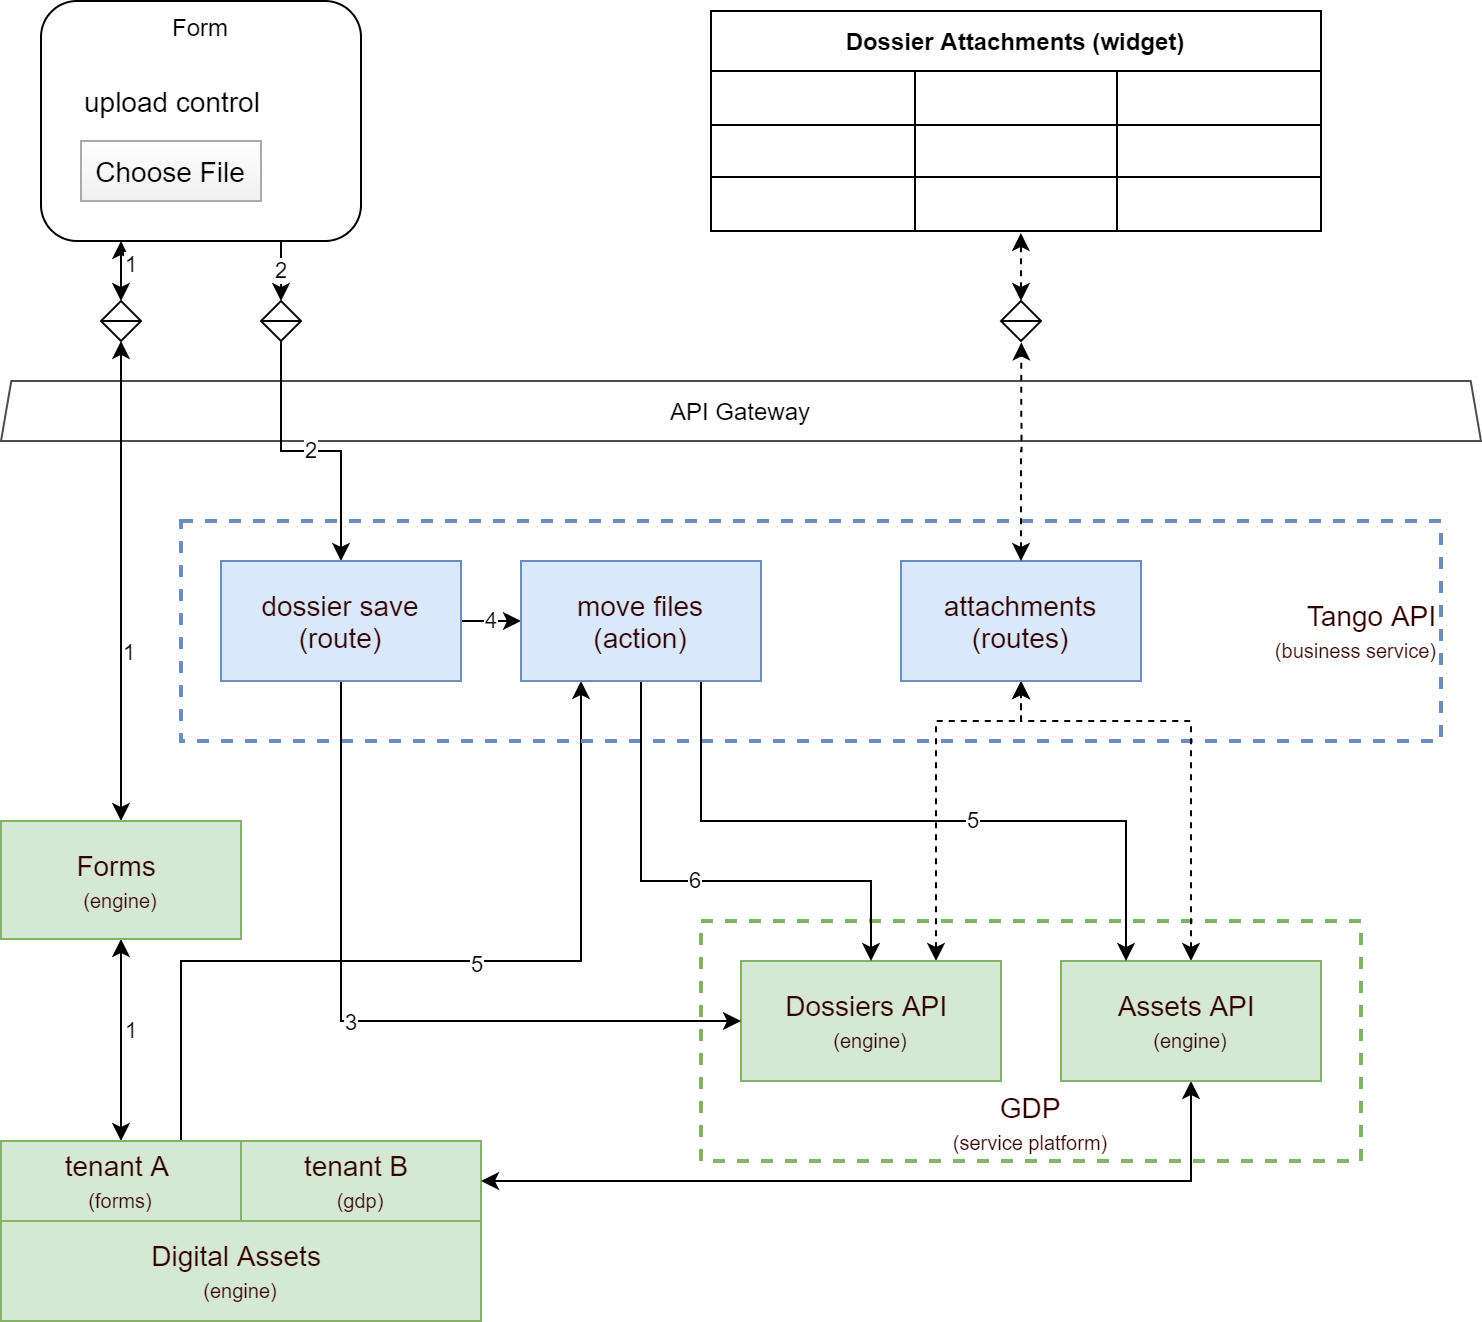 Form
upload control
Choose File
Dossier Attachments (widget)
1
2
API Gateway
2
dossier save
(route)
4
move files
(action)
attachments
(routes)
Tango API
(business service)
1
5
Forms
(engine)
6
5
3
1
Dossiers API
(engine)
Assets API
(engine)
GDP
(service platform)
tenant A
(forms)
tenant B
(gdp)
Digital Assets
(engine)